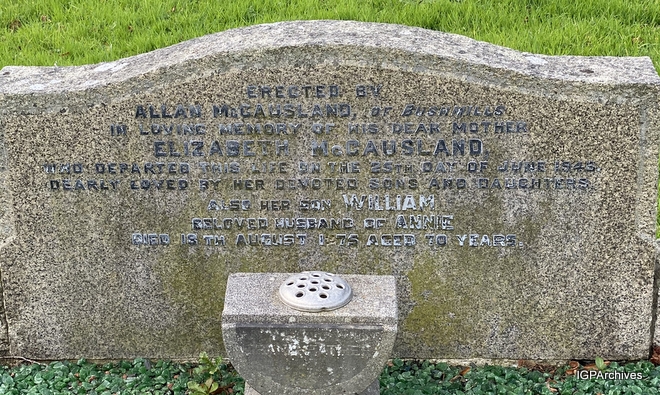 ERECTED BY
ALLAN McCAUSLAND, OF BUSHMILLS
IN LOVING MEMORY OF HIS DEAR MOTHER
ELIZABETH McCAUSLAND,
WHO DEPARTED THIS LIFE ON THE 25TH DAY OF JUNE 1943.
DEARLY LOVED BY HER DEVOTED SONS AND DAUGHTERS.
ALSO HER SON WILLIAM
BELOVED HUSBAND OF ANNIE
DIED 18TH AUGUST 1975 AGED 70 YEARS.
IGPArchives